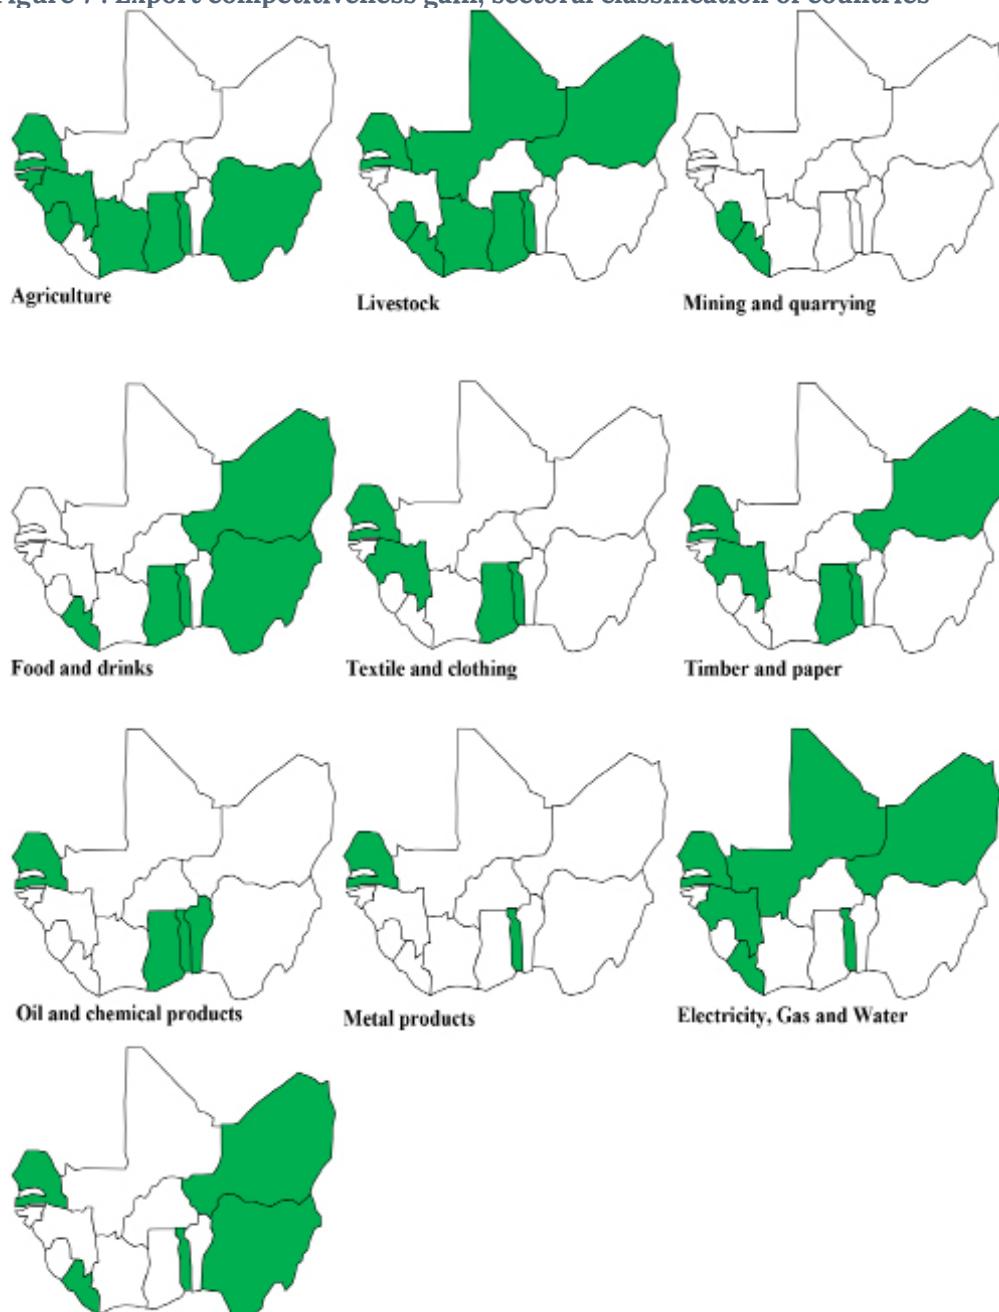 Figure 7: Export competitiveness gain, sectoral classification of countries
Agriculture
Livestock
Mining and quarrying
Food and drinks
Textile and clothing
Timber and paper
Oil and chemical products
Metal products
Electricity, Gas and Water